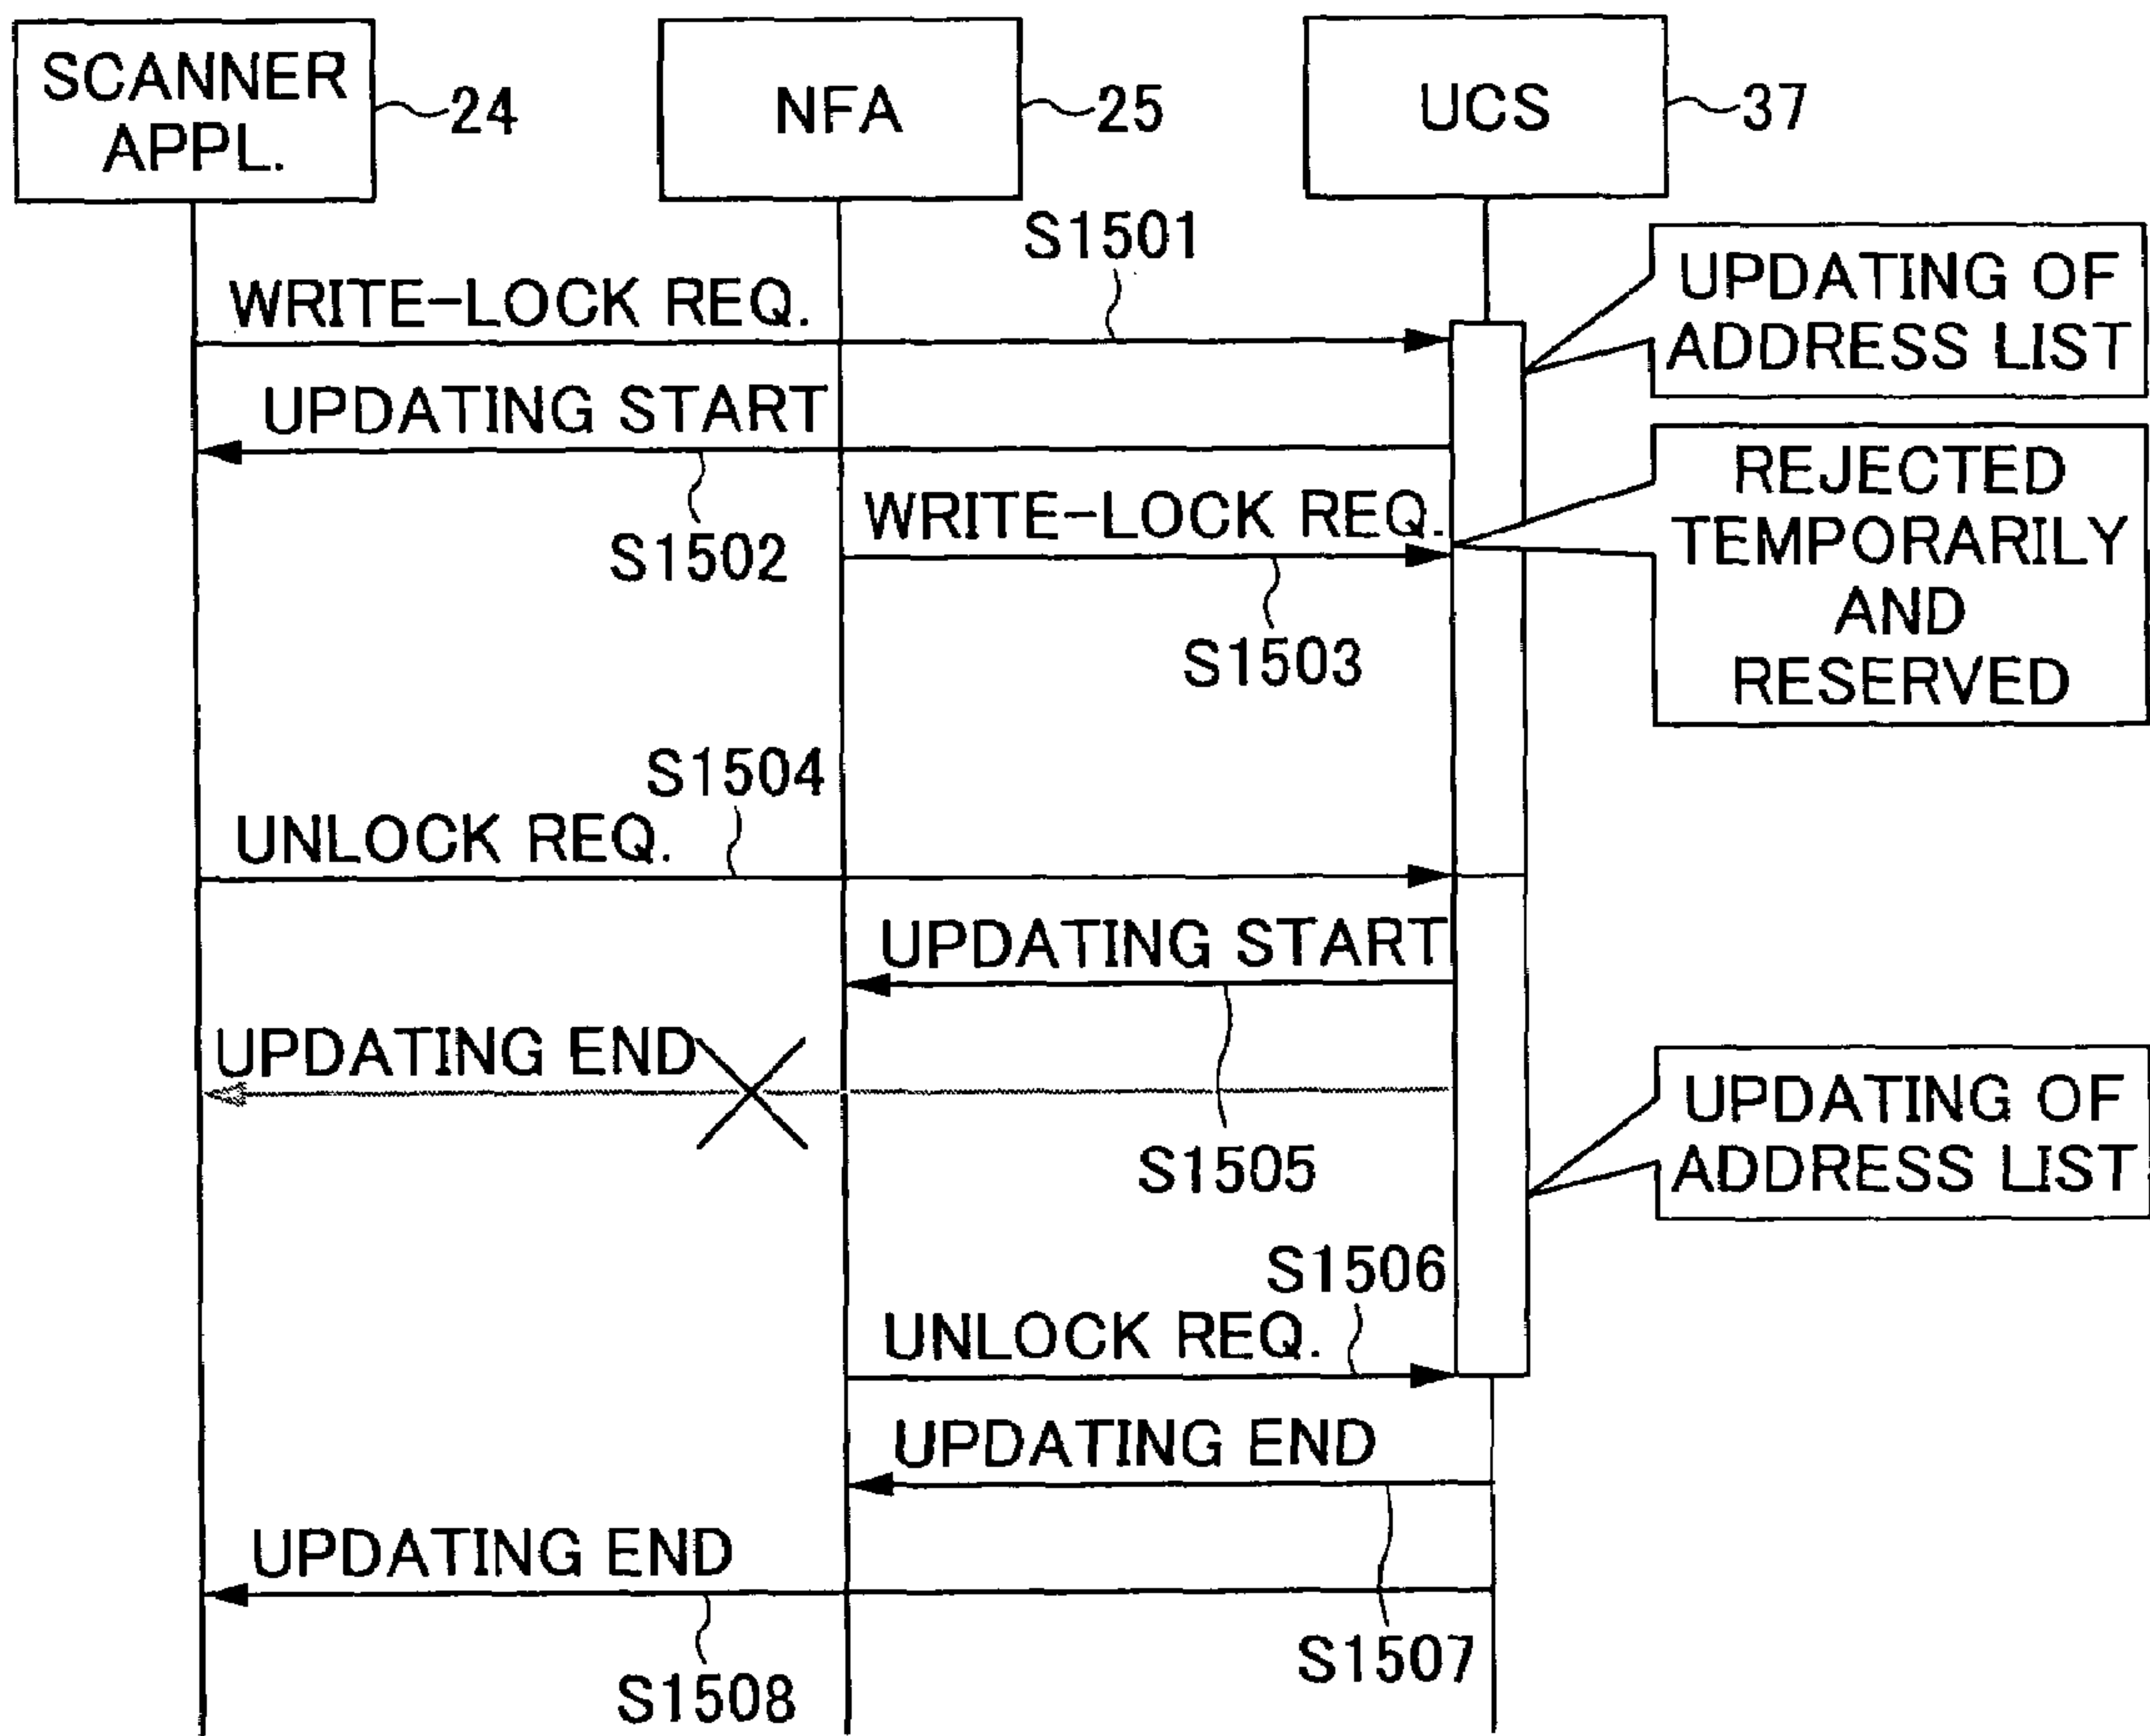 SCANNER
APPL.
24
NFA
25
UCS
37
S1501
WRITE-LOCK REQ.
UPDATING OF
ADDRESS LIST
UPDATING START
S1502
WRITE-LOCK REQ.
REJECTED
TEMPORARILY
AND
RESERVED
S1503
S1504
UNLOCK REQ.
UPDATING START
UPDATING END
S1505
UPDATING OF
ADDRESS LIST
S1506
UNLOCK REQ.
UPDATING END
S1507
UPDATING END
S1508